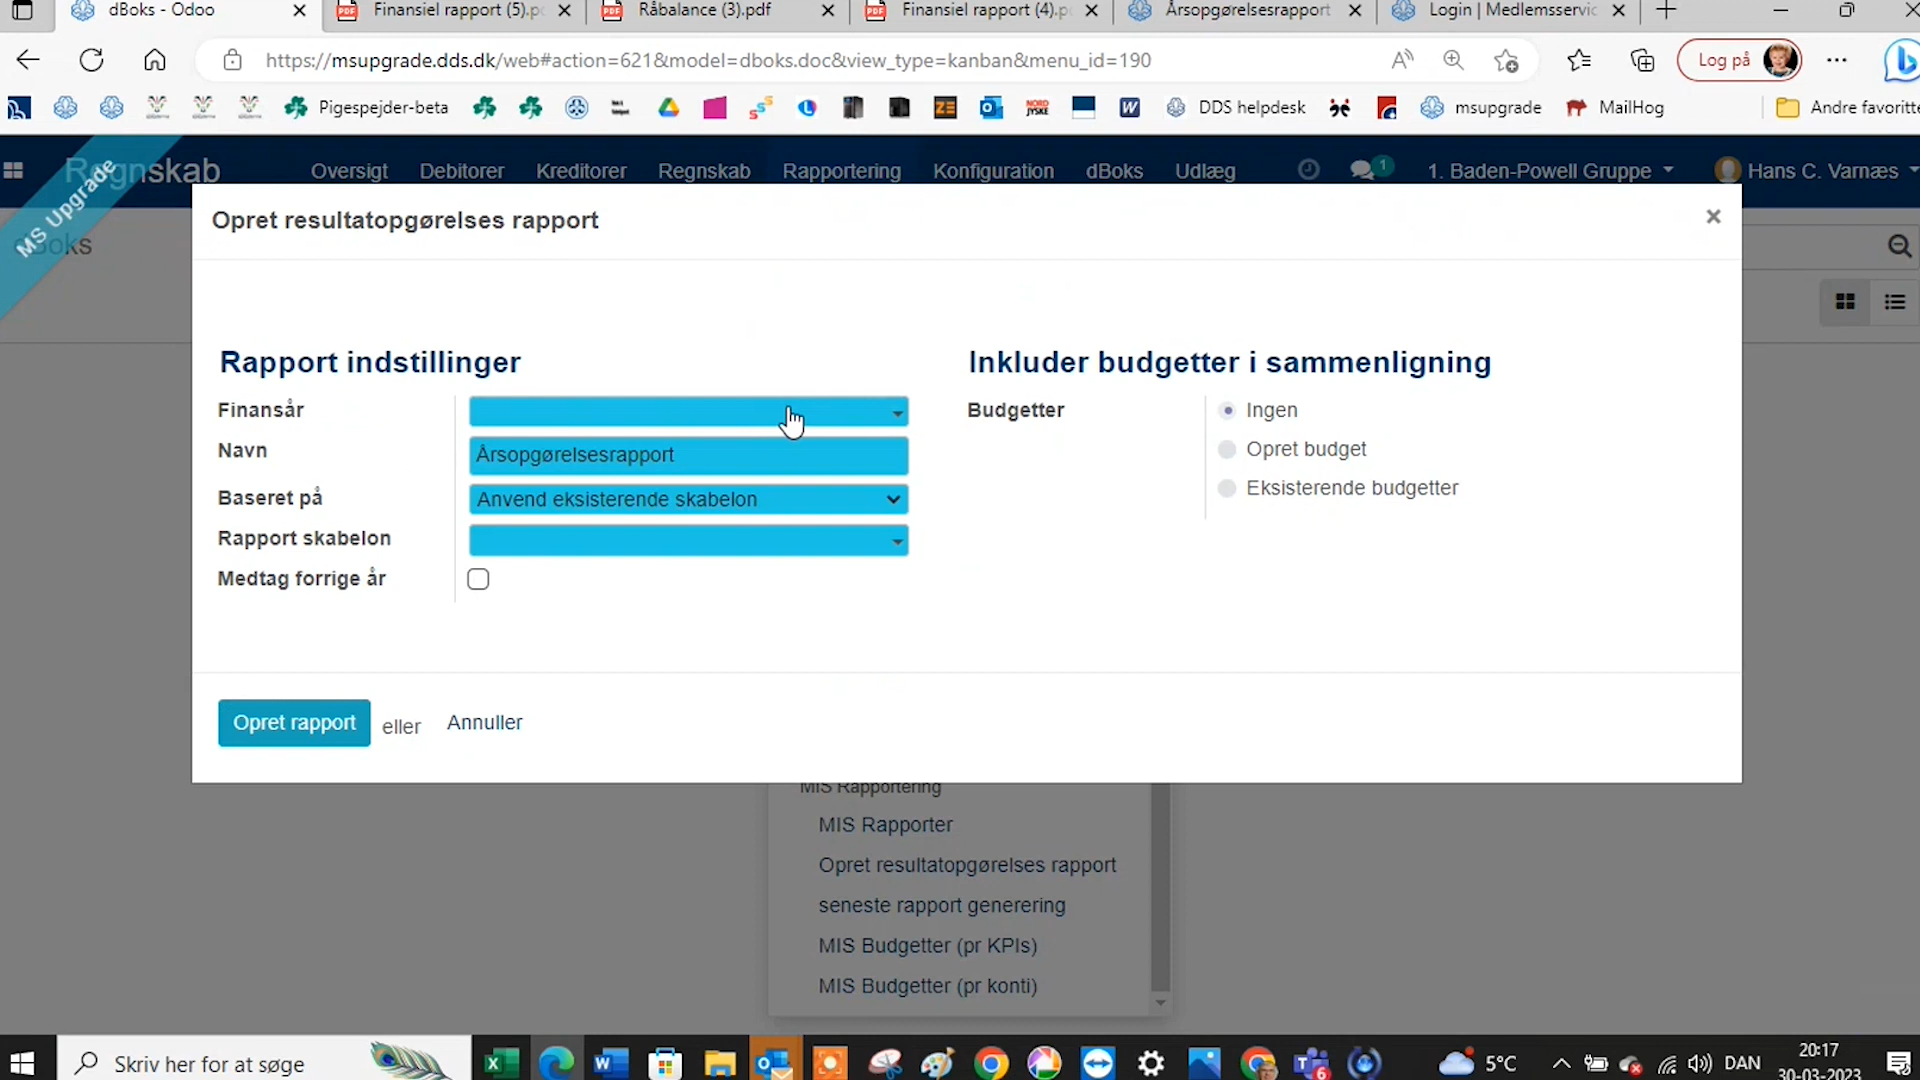 dBoks - Odoo
Finansiel rapport (5).p
Råbalance (3).pdf
Finansiel rapport (4).p
Årsopgørelsesrapport
Login | Medlemsservic
https://msupgrade.dds.dk/web#action=621&model=dboks.doc&view_type=kanban&menu_id=190
Log på
Pigespejder-beta
DDS helpdesk
msupgrade
MailHog
Andre favoritte
MS Upgrade
Regnskab
Oversigt
Debitorer
Kreditorer
Regnskab
Rapportering
Konfiguration
dBoks
Udlæg
1
1. Baden-Powell Gruppe
Hans C. Varnæs
dBoks
Opret resultatopgørelses rapport
Rapport indstillinger
Finansår
Navn
Årsopgørelsesrapport
Baseret på
Anvend eksisterende skabelon
Rapport skabelon
Medtag forrige år
Inkluder budgetter i sammenligning
Budgetter
Ingen
Opret budget
Eksisterende budgetter
Opret rapport
eller
Annuller
MIS Rapportering
MIS Rapporter
Opret resultatopgørelses rapport
seneste rapport generering
MIS Budgetter (pr KPIs)
MIS Budgetter (pr konti)
Skriv her for at søge
5°C
DAN
20:17
30-03-2023